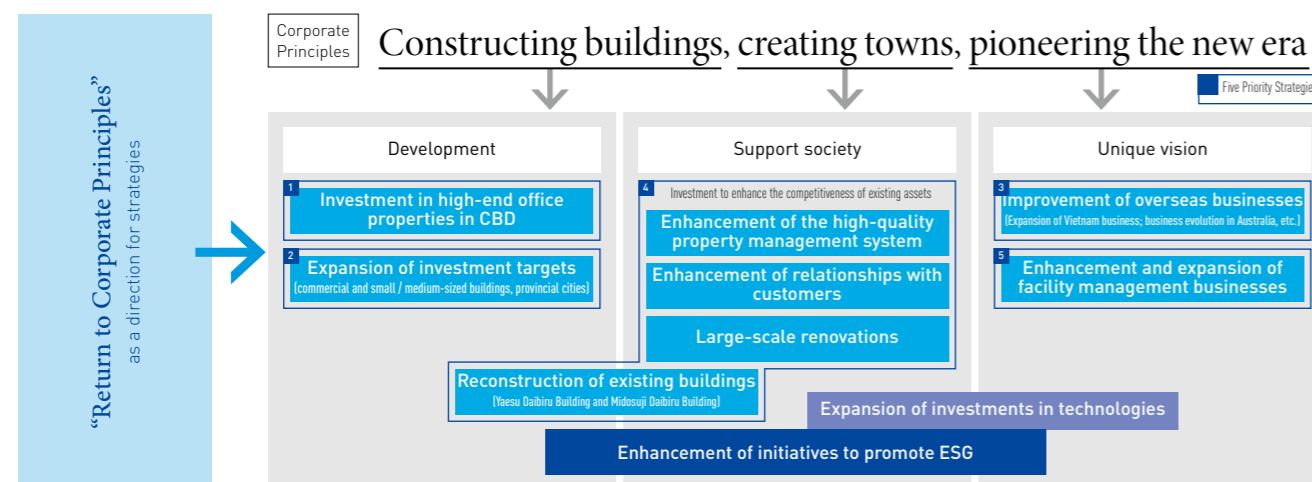 “Return to Corporate Principles”
as a direction for strategies
Corporate
Principles
Constructing buildings, creating towns, pioneering the new era
Five Priority Strategie
Development
1
Investment in high-end office
properties in CBD
2
Expansion of investment targets
(commercial and small / medium-sized buildings, provincial cities)
Support society
4
Investment to enhance the competitiveness of existing assets
Enhancement of the high-quality
property management system
Enhancement of relationships with
customers
Large-scale renovations
Reconstruction of existing buildings
(Yaesu Daibiru Building and Midosuji Daibiru Building)
Unique vision
3
Improvement of overseas businesses
(Expansion of Vietnam business; business evolution in Australia, etc.)
5
Enhancement and expansion of
facility management businesses
Expansion of investments in technologies
Enhancement of initiatives to promote ESG